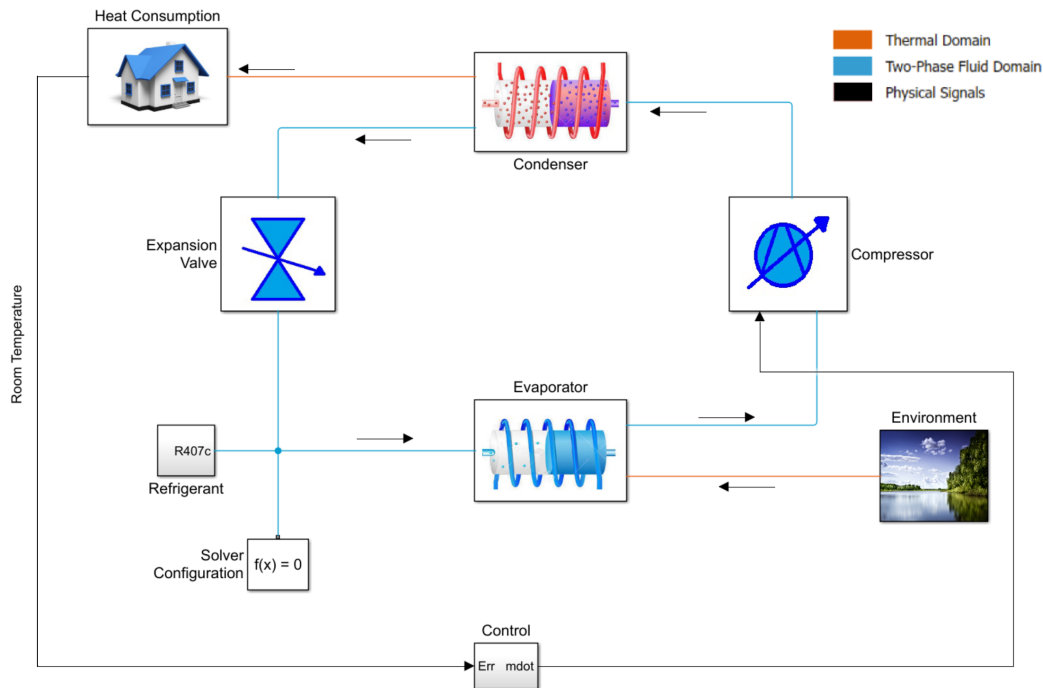 Heat Consumption
Thermal Domain
Two-Phase Fluid Domain
Physical Signals
Condenser
Expansion
Valve
Compressor
Room Temperature
Evaporator
Environment
R407c
Refrigerant
Solver
Configuration
f(x) = 0
Control
Err mdot